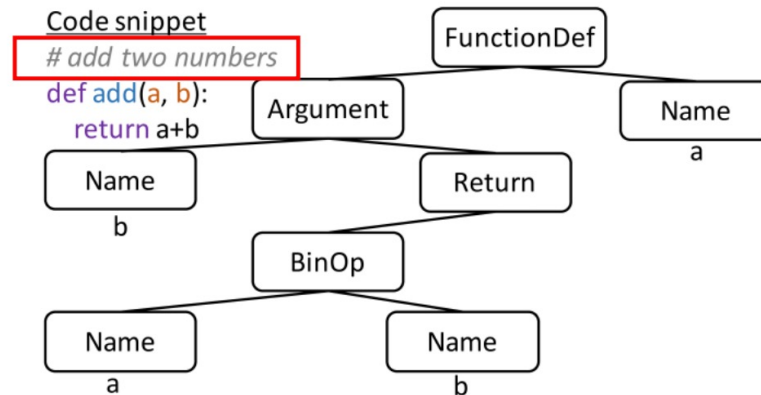 Code snippet
# add two numbers
def add(a, b):
return a+b
FunctionDef
Argument
Name
a
Name
b
Return
BinOp
Name
a
Name
b